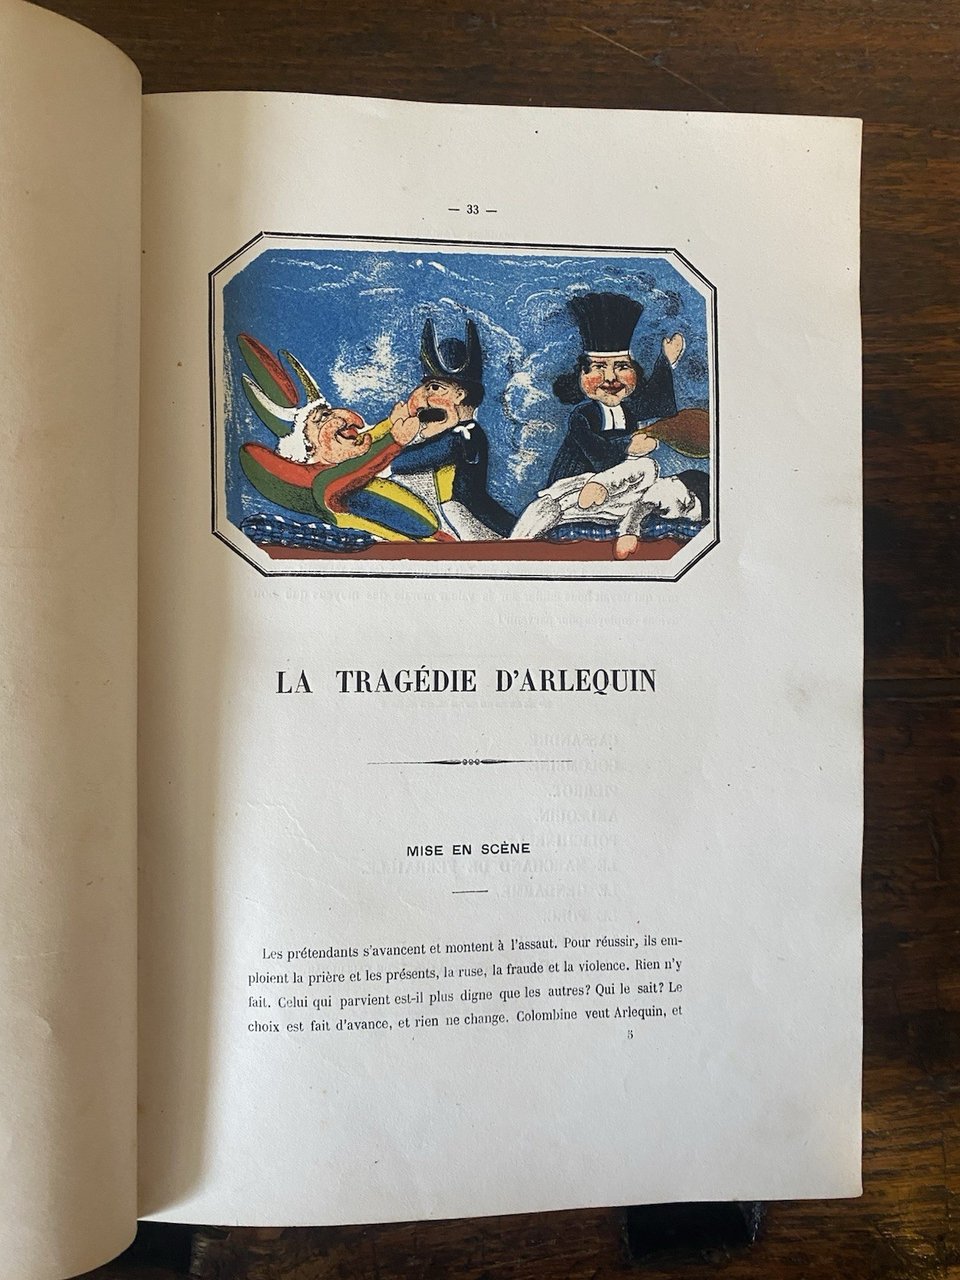 — 33 —
LA TRAGÉDIE D'ARLEQUIN
MISE EN SCÈNE
Les prétendants s'avancent et montent à l'assaut. Pour réussir, ils em-
ploient la prière et les présents, la ruse, la fraude et la violence. Rien n'y
fait. Celui qui parvient est-il plus digne que les autres? Qui le sait? Le
choix est fait d'avance, et rien ne change. Colombine veut Arlequin, et
5